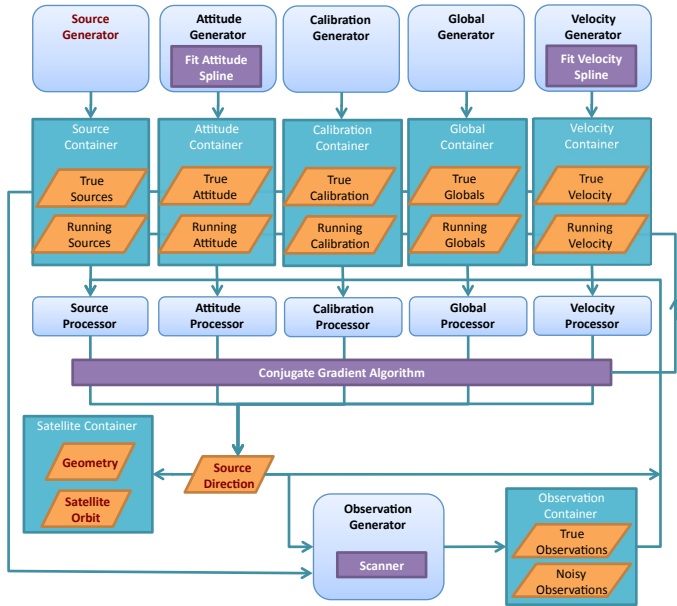 Source
Generator
Attitude
Generator
Fit Attitude
Spline
Calibration
Generator
Global
Generator
Velocity
Generator
Fit Velocity
Spline
Source
Container
True
Sources
Running
Sources
Attitude
Container
True
Attitude
Running
Attitude
Calibration
Container
True
Calibration
Running
Calibration
Global
Container
True
Globals
Running
Globals
Velocity
Container
True
Velocity
Running
Velocity
Source
Processor
Attitude
Processor
Calibration
Processor
Global
Processor
Velocity
Processor
Conjugate Gradient Algorithm
Satellite Container
Geometry
Satellite
Orbit
Source
Direction
Observation
Generator
Scanner
Observation
Container
True
Observations
Noisy
Observations